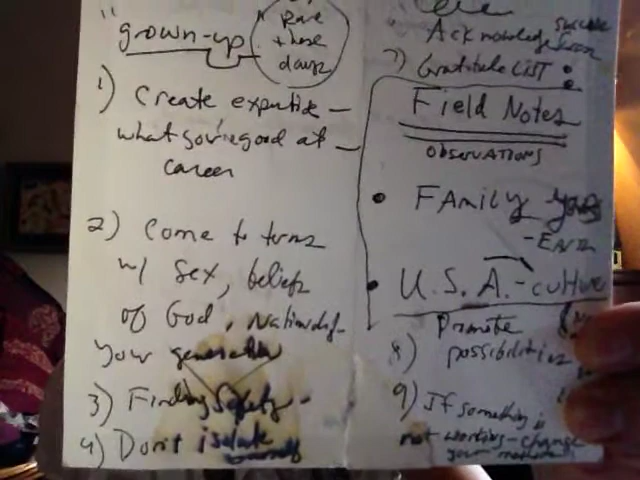 "grown-up
" Rare
these
days
1) Create expertise —
what you're good at —
career
2) Come to terms
w/ Sex, beliefs
of God, Nationality
your generation
3) Finding Safety -
4) Don't isolate
Acknowledge
7) Gratitude LIST
Field Notes
OBSERVATIONS
• FAMILY
• U.S.A.-culture
Promote
8) possibilities
9) If something is
not working-change
your